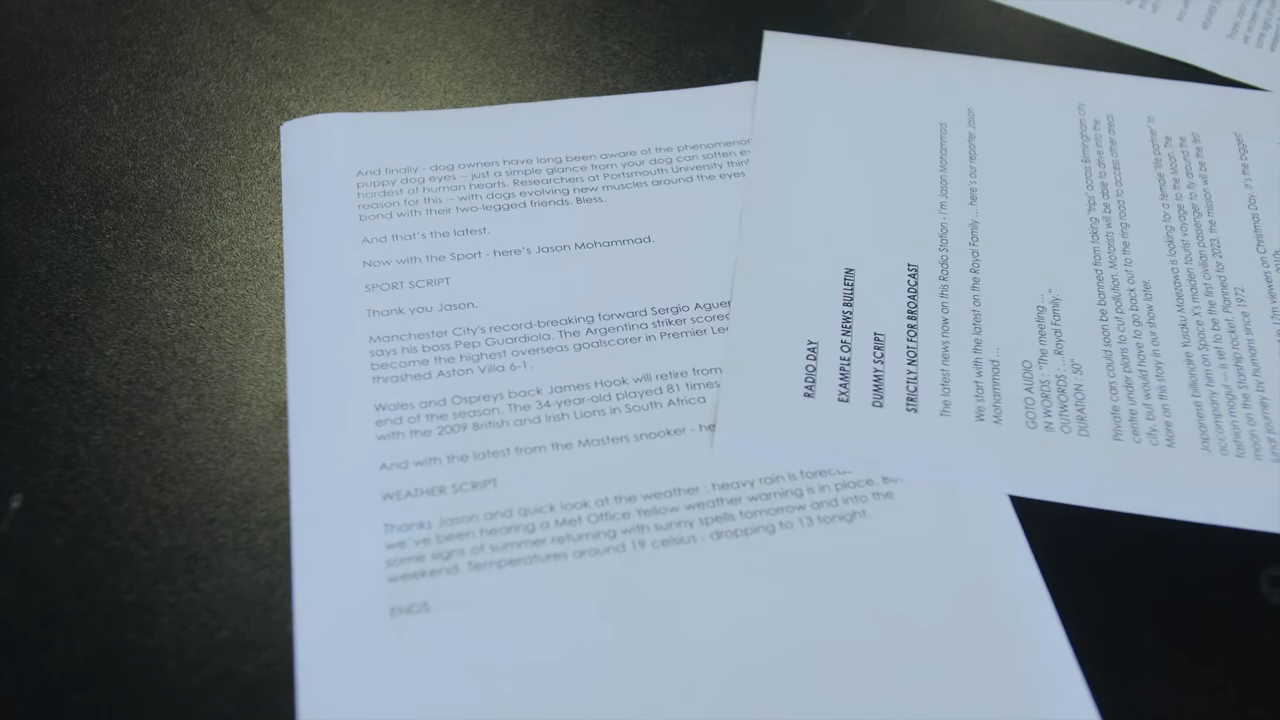 And finally - dog owners have long been aware of the phenomenon
puppy dog eyes -- just a simple glance from your dog can soften
hardest of human hearts. Researchers at Portsmouth University
reason for this -- with dogs evolving new muscles around the eyes
bond with their two-legged friends. Bless.
And that's the latest.
Now with the Sport - here's Jason Mohammad.
SPORT SCRIPT
Thank you Jason.
Manchester City's record-breaking forward Sergio
says his boss Pep Guardiola. The Argentina striker scored
become the highest overseas goalscorer in Premier
thrashed Aston Villa 6-1.
Wales and Ospreys back James Hook will retire from
end of the season. The 34-year-old played 81 times
with the 2009 British and Irish Lions in South Africa
And with the latest from the Masters snooker -
WEATHER SCRIPT
Thanks Jason and quick look at the weather : heavy rain is
we've been hearing a Met Office Yellow weather warning is in place.
some signs of summer returning with sunny spells tomorrow and into the
weekend. Temperatures around 19 celsius - dropping to 13 tonight.
ENDS
RADIO DAY
EXAMPLE OF NEWS BULLETIN
DUMMY SCRIPT
STRICTLY NOT FOR BROADCAST
The latest news now on this Radio Station - I'm Jason Mohammad
We start with the latest on the Royal Family ... here's our reporter Jason
Mohammad ...
GOTO AUDIO
IN WORDS : "The meeting ...
OUTWORDS : ...Royal Family."
DURATION : 50"
Private cars could soon be banned from taking 'trips' across Birmingham city
centre under plans to cut pollution. Motorists will be able to drive into the
city, but would have to go back out to the ring road to access other areas
More on this story in our show later.
Japanese billionaire Yusaku Maezawa is looking for a female 'life partner' to
accompany him on Space X's maiden tourist voyage to the Moon. The
fashion mogul -- is set to be the first civilian passenger to fly around the
moon on the Starship rocket. Planned for 2023, the mission will be the first
lunar journey by humans since 1972.
viewers on Christmas Day. It's the biggest